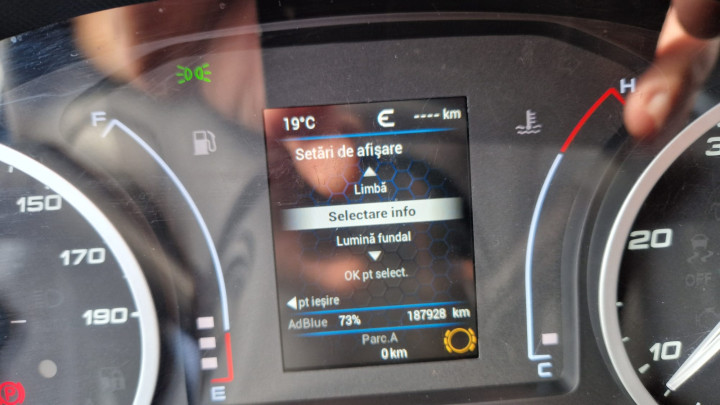 19°C Є ---- km
Setări de afișare
Limbă
Selectare info
Lumină fundal
OK pt select.
pt ieșire
AdBlue 73% 187928 km
Parc.A
0 km
F
E
H
C
150
170
190
20
10
OFF